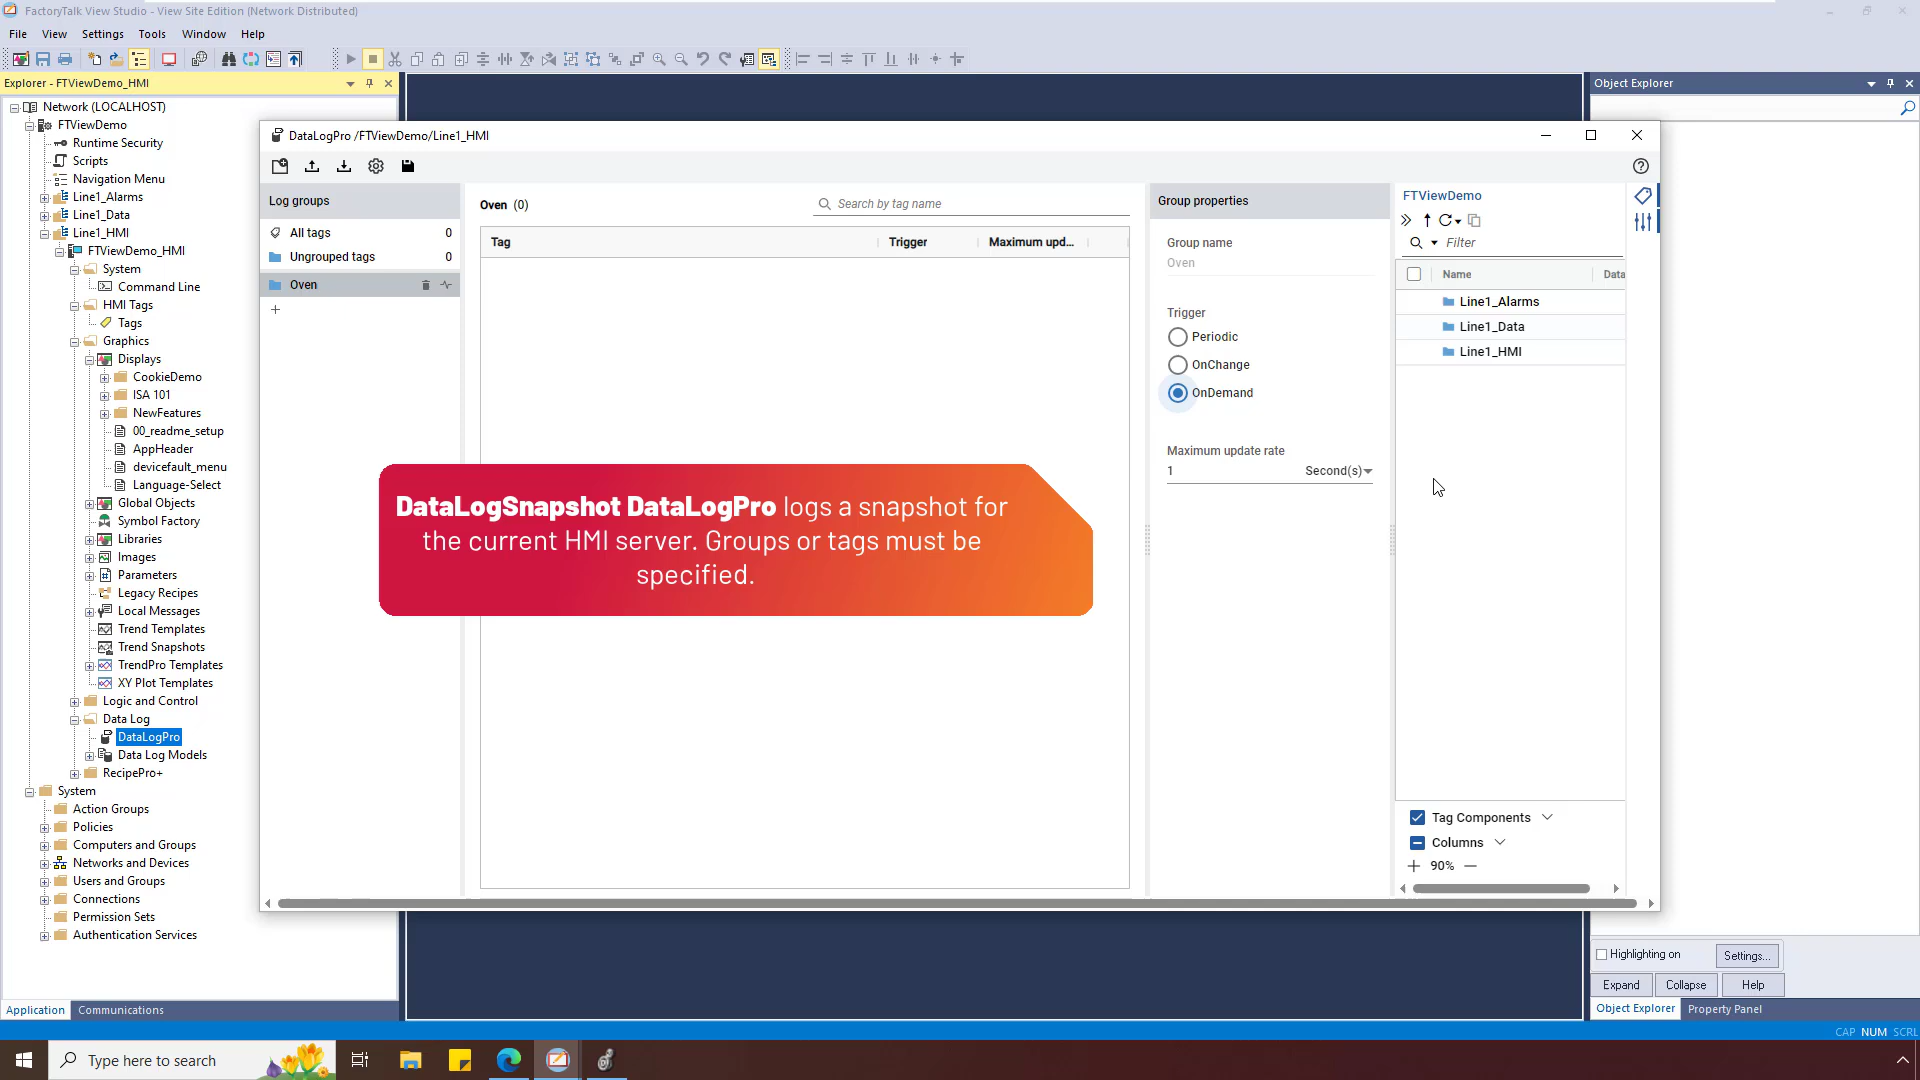 FactoryTalk View Studio - View Site Edition (Network Distributed)
File View Settings Tools Window Help
Explorer - FTViewDemo_HMI
Network (LOCALHOST)
FTViewDemo
Runtime Security
Scripts
Navigation Menu
Line1_Alarms
Line1_Data
Line1_HMI
FTViewDemo_HMI
System
Command Line
HMI Tags
Tags
Graphics
Displays
CookieDemo
ISA 101
NewFeatures
00_readme_setup
AppHeader
devicefault_menu
Language-Select
Global Objects
Symbol Factory
Libraries
Images
Parameters
Legacy Recipes
Local Messages
Trend Templates
Trend Snapshots
TrendPro Templates
XY Plot Templates
Logic and Control
Data Log
DataLogPro
Data Log Models
RecipePro+
System
Action Groups
Policies
Computers and Groups
Networks and Devices
Users and Groups
Connections
Permission Sets
Authentication Services
Application Communications
DataLogPro /FTViewDemo/Line1_HMI
Log groups
All tags 0
Ungrouped tags 0
Oven
Oven (0)
Search by tag name
Tag Trigger Maximum upd...
DataLogSnapshot DataLogPro logs a snapshot for
the current HMI server. Groups or tags must be
specified.
Group properties
Group name
Oven
Trigger
Periodic
OnChange
OnDemand
Maximum update rate
1 Second(s)
FTViewDemo
Filter
Name Data
Line1_Alarms
Line1_Data
Line1_HMI
Tag Components
Columns
90%
Object Explorer
Highlighting on Settings...
Expand Collapse Help
Object Explorer Property Panel
CAP NUM SCRL
Type here to search